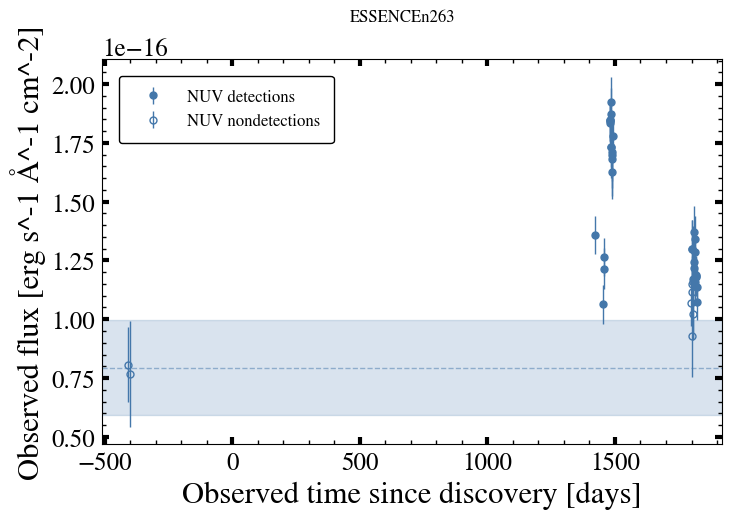 ESSENCEn263
1e−16
NUV detections
NUV nondetections
2.00
1.75
1.50
1.25
1.00
0.75
0.50
Observed flux [erg s^-1 Å^-1 cm^-2]
−500
0
500
1000
1500
Observed time since discovery [days]